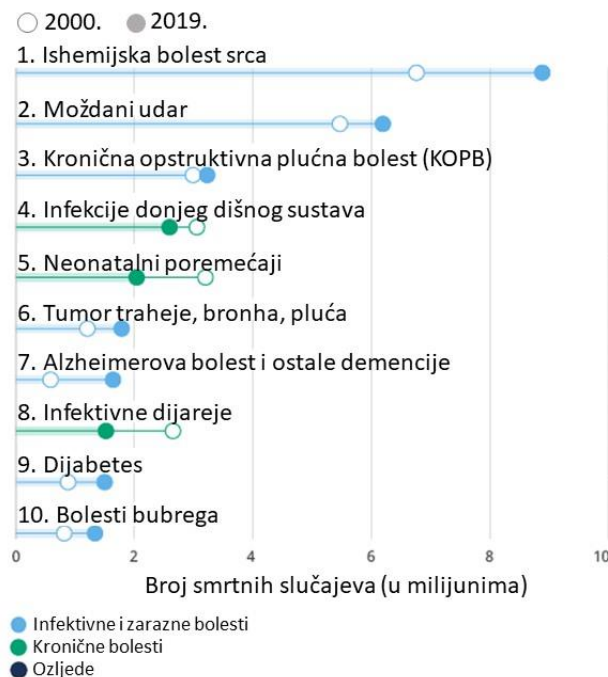 2000. 2019.
1. Ishemijska bolest srca
2. Moždani udar
3. Kronična opstruktivna plućna bolest (KOPB)
4. Infekcije donjeg dišnog sustava
5. Neonatalni poremećaji
6. Tumor traheje, bronha, pluća
7. Alzheimerova bolest i ostale demencije
8. Infektivne dijareje
9. Dijabetes
10. Bolesti bubrega
0 2 4 6 8 10
Broj smrtnih slučajeva (u milijunima)
Infektivne i zarazne bolesti
Kronične bolesti
Ozljede